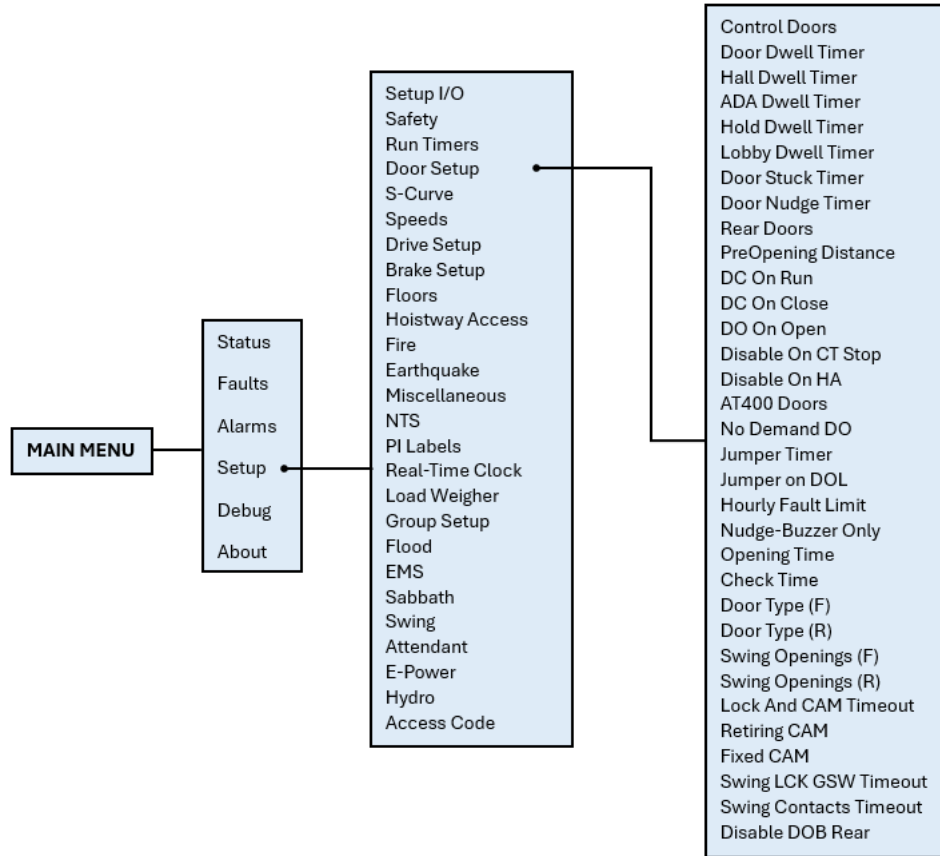 MAIN MENU
Status
Faults
Alarms
Setup
Debug
About
Setup I/O
Safety
Run Timers
Door Setup
S-Curve
Speeds
Drive Setup
Brake Setup
Floors
Hoistway Access
Fire
Earthquake
Miscellaneous
NTS
PI Labels
Real-Time Clock
Load Weigher
Group Setup
Flood
EMS
Sabbath
Swing
Attendant
E-Power
Hydro
Access Code
Control Doors
Door Dwell Timer
Hall Dwell Timer
ADA Dwell Timer
Hold Dwell Timer
Lobby Dwell Timer
Door Stuck Timer
Door Nudge Timer
Rear Doors
PreOpening Distance
DC On Run
DC On Close
DO On Open
Disable On CT Stop
Disable On HA
AT400 Doors
No Demand DO
Jumper Timer
Jumper on DOL
Hourly Fault Limit
Nudge-Buzzer Only
Opening Time
Check Time
Door Type (F)
Door Type (R)
Swing Openings (F)
Swing Openings (R)
Lock And CAM Timeout
Retiring CAM
Fixed CAM
Swing LCK GSW Timeout
Swing Contacts Timeout
Disable DOB Rear